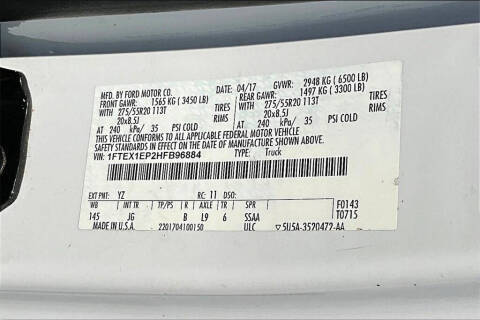 MFD. BY FORD MOTOR CO. DATE: 04/17 GVWR: 2948 KG (6500 LB)
FRONT GAWR: 1565 KG (3450 LB) REAR GAWR: 1497 KG (3300 LB)
WITH WITH
275/55R20 113T TIRES 275/55R20 113T TIRES
20x8.5J RIMS 20x8.5J RIMS
AT 240 kPa/ 35 PSI COLD AT 240 kPa/ 35 PSI COLD
THIS VEHICLE CONFORMS TO ALL APPLICABLE FEDERAL MOTOR VEHICLE
SAFETY STANDARDS IN EFFECT ON THE DATE OF MANUFACTURE SHOWN ABOVE.
VIN: 1FTEX1EP2HFB96884 TYPE: Truck
EXT PNT: YZ RC: 11 DSO: F0143
WB INT TR TP/PS R AXLE TR SPR T0715
145 JG B L9 6 SSAA
MADE IN U.S.A. 2201704100150 ULC 5U5A-3520472-AA